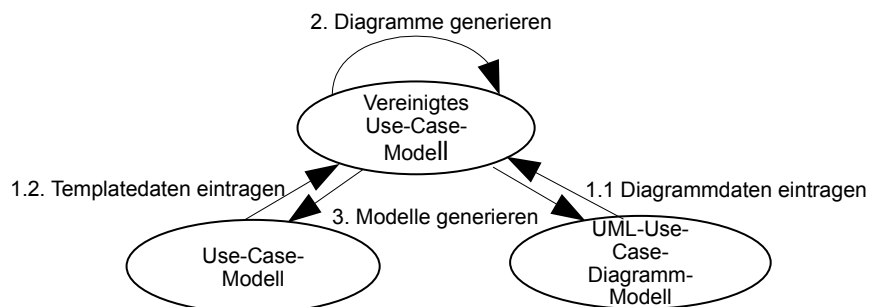 2. Diagramme generieren
Vereinigtes
Use-Case-
Modell
1.2. Templatedaten eintragen
1.1 Diagrammdaten eintragen
3. Modelle generieren
Use-Case-
Modell
UML-Use-
Case-
Diagramm-
Modell